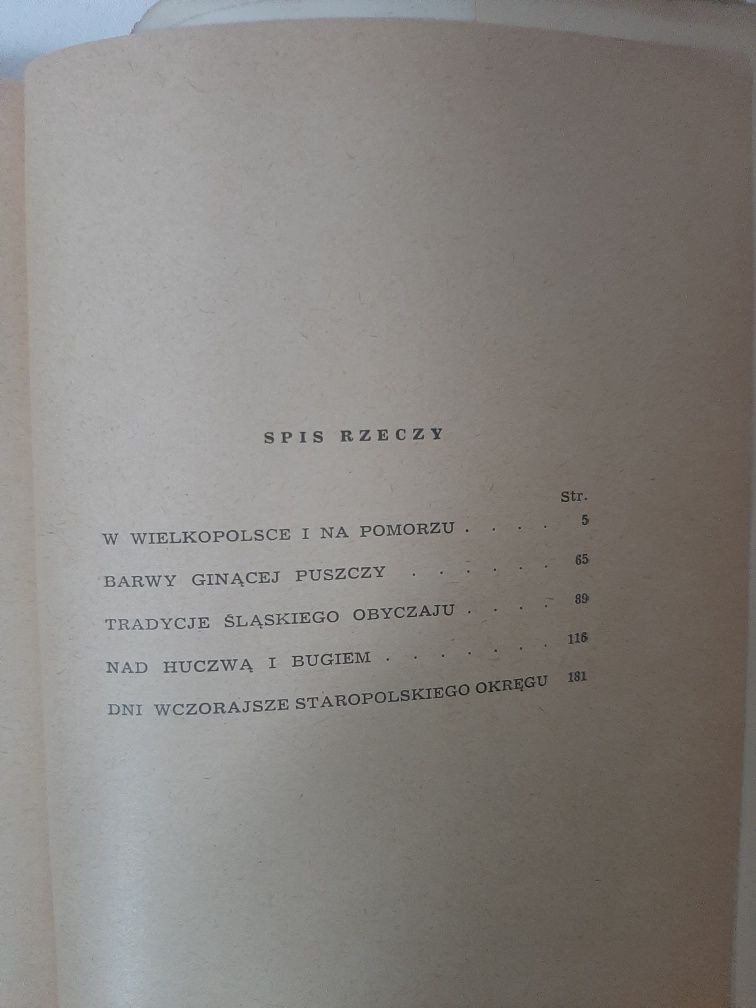 SPIS RZECZY
Str.
W WIELKOPOLSCE I NA POMORZU . . . . 5
BARWY GINĄCEJ PUSZCZY . . . . . . 65
TRADYCJE ŚLĄSKIEGO OBYCZAJU . . . . 89
NAD HUCZWĄ I BUGIEM . . . . . . . 116
DNI WCZORAJSZE STAROPOLSKIEGO OKRĘGU 181